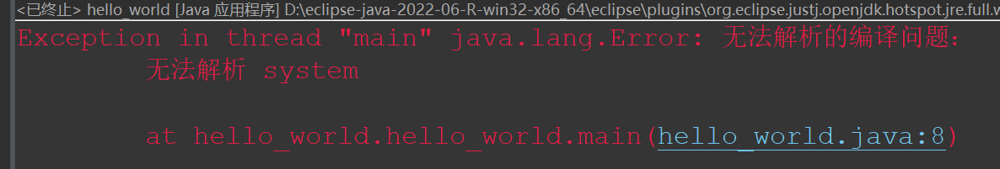 <已终止> hello_world [Java 应用程序] D:\eclipse-java-2022-06-R-win32-x86_64\eclipse\plugins\org.eclipse.justj.openjdk.hotspot.jre.full.w
Exception in thread "main" java.lang.Error: 无法解析的编译问题:
无法解析 system
at hello_world.hello_world.main(hello_world.java:8)